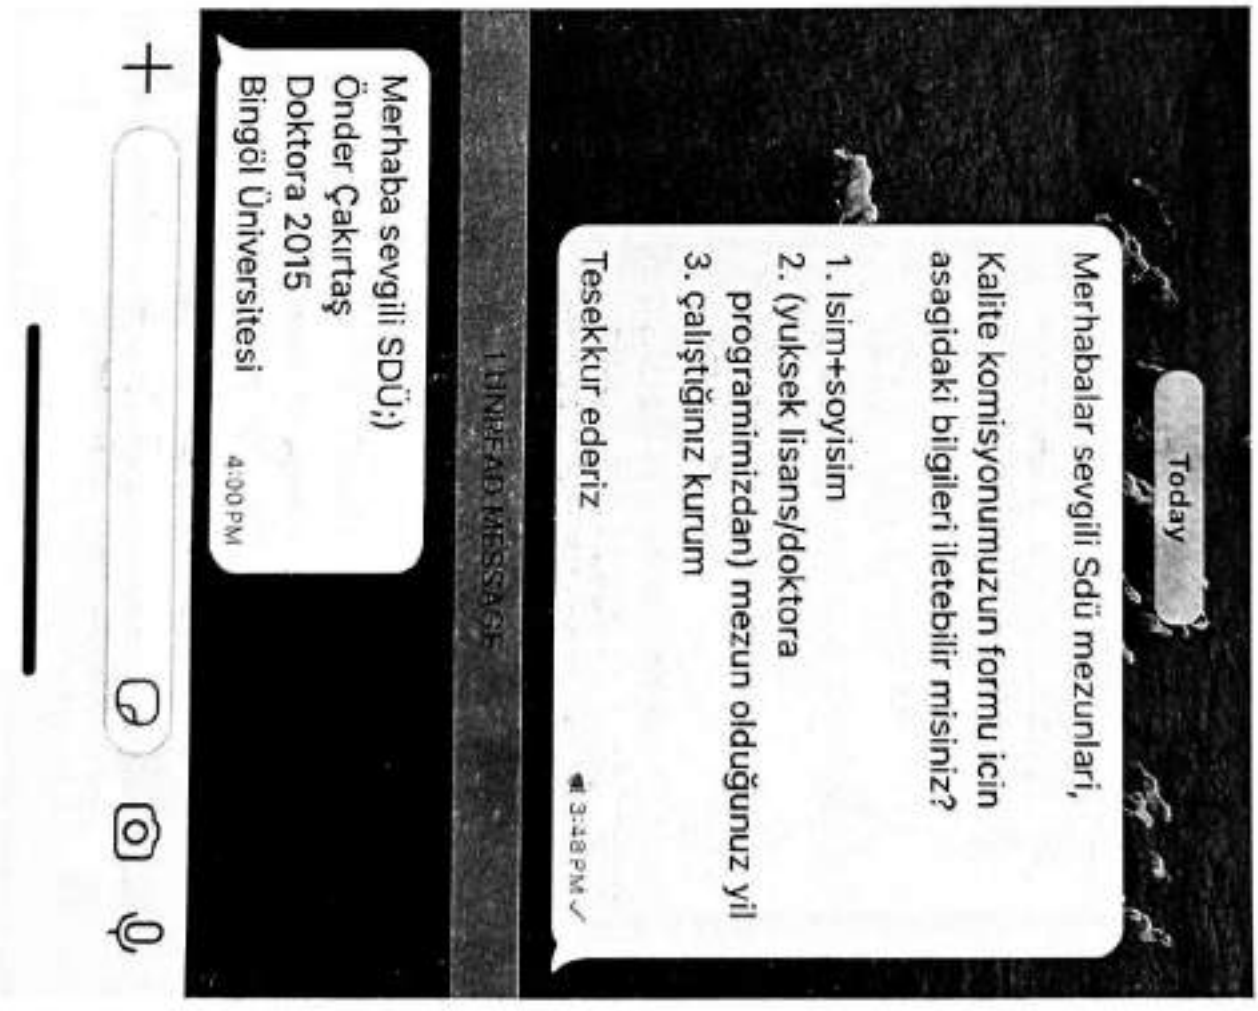 Today
Merhabalar sevgili Sdü mezunlari,
Kalite komisyonumuzun formu icin
asagidaki bilgileri iletebilir misiniz?
1. Isim+soyisim
2. (yuksek lisans/doktora
programimizdan) mezun olduğunuz yil
3. çalıştığınız kurum
Tesekkur ederiz
3:48 PM ✓
1 UNREAD MESSAGE
Merhaba sevgili SDÜ;)
Önder Çakırtaş
Doktora 2015
Bingöl Üniversitesi
4:00 PM